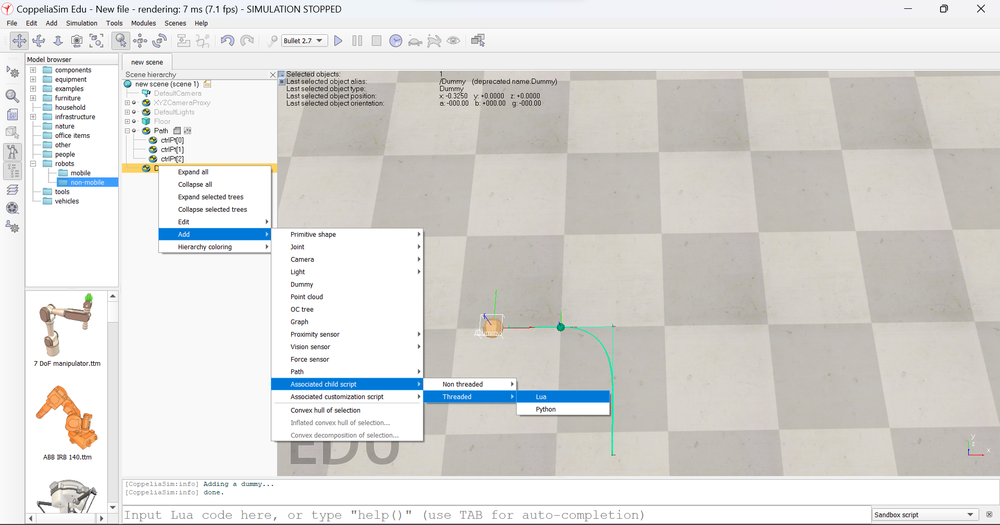 CoppeliaSim Edu - New file - rendering: 7 ms (7.1 fps) - SIMULATION STOPPED
File Edit Add Simulation Tools Modules Scenes Help
Bullet 2.7
RT
Model browser
components
equipment
examples
furniture
household
infrastructure
nature
office items
other
people
robots
mobile
non-mobile
tools
vehicles
7 DoF manipulator.ttm
ABB IRB 140.ttm
new scene
Scene hierarchy
new scene (scene 1)
DefaultCamera
XYZCameraProxy
DefaultLights
Floor
Path
ctrlPt[0]
ctrlPt[1]
ctrlPt[2]
D
Expand all
Collapse all
Expand selected trees
Collapse selected trees
Edit
Add
Hierarchy coloring
Primitive shape
Joint
Camera
Light
Dummy
Point cloud
OC tree
Graph
Proximity sensor
Vision sensor
Force sensor
Path
Associated child script
Associated customization script
Convex hull of selection
Inflated convex hull of selection...
Convex decomposition of selection...
Non threaded
Threaded
Lua
Python
Selected objects: 1
Last selected object alias: /Dummy (deprecated name:Dummy)
Last selected object type: Dummy
Last selected object position: x: -0.3250 y: +0.0000 z: +0.0000
Last selected object orientation: a: -000.00 b: +000.00 g: -000.00
/Dummy
EDU
y
z
x
[CoppeliaSim:info] Adding a dummy...
[CoppeliaSim:info] done.
Input Lua code here, or type "help()" (use TAB for auto-completion)
Sandbox script